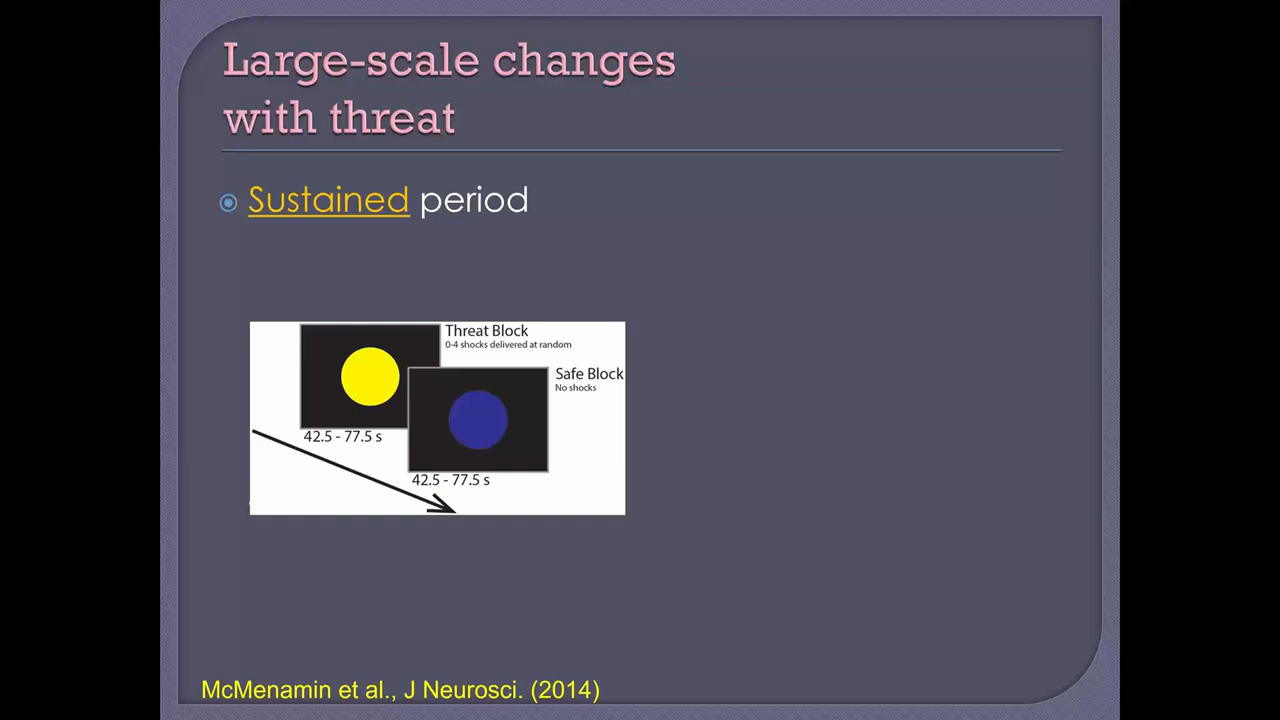 Large-scale changes
with threat
Sustained period
Threat Block
0-4 shocks delivered at random
Safe Block
No shocks
42.5 - 77.5 s
42.5 - 77.5 s
McMenamin et al., J Neurosci. (2014)